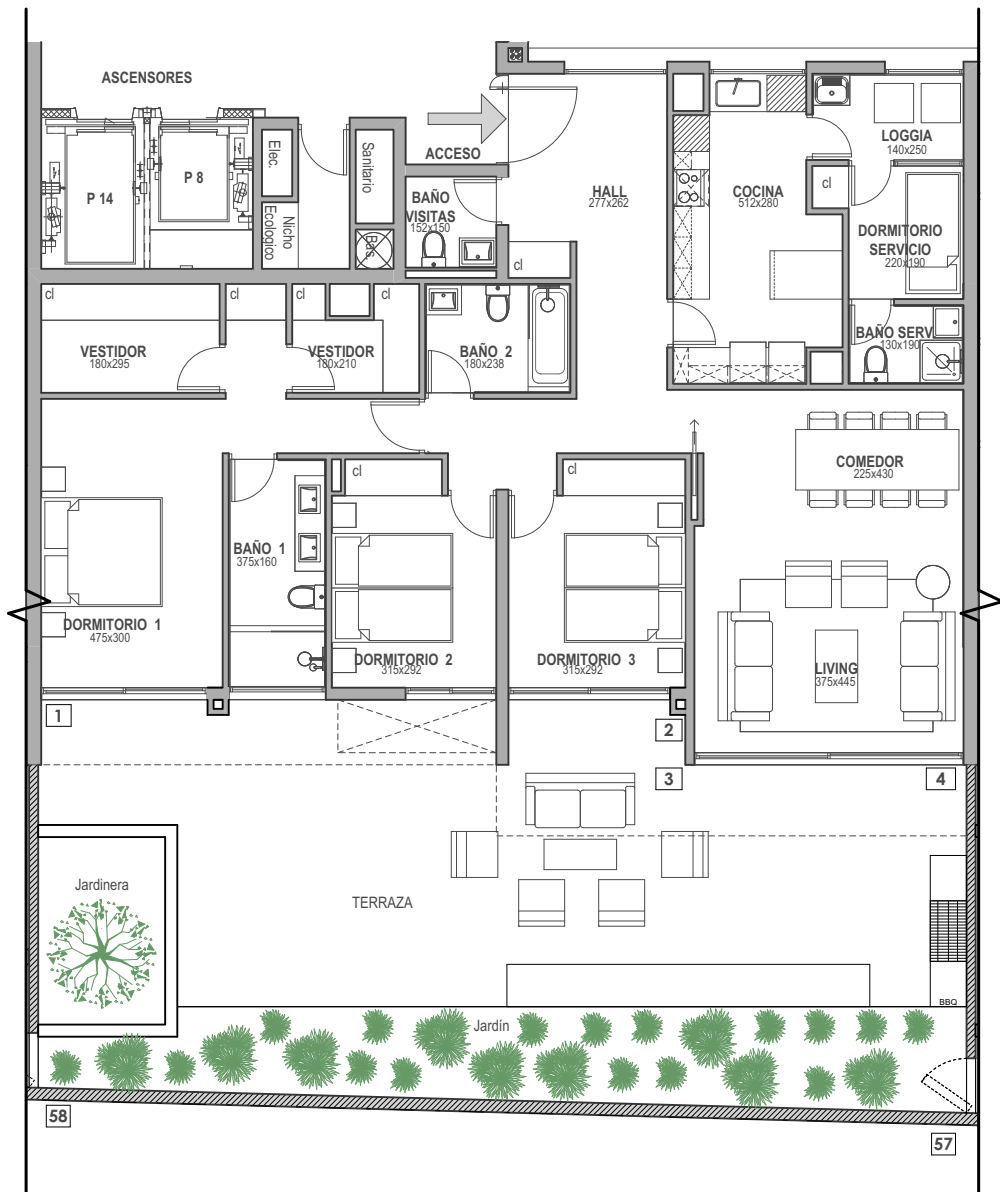 ASCENSORES
P 14
P 8
Elec.
Nicho
Ecologico
Sanitario
Bas
ACCESO
BAÑO
VISITAS
152x150
cl
HALL
277x262
COCINA
512x280
LOGGIA
140x250
cl
DORMITORIO
SERVICIO
220x190
BAÑO SERV
130x190
cl
cl
cl
cl
VESTIDOR
180x295
VESTIDOR
180x210
BAÑO 2
180x238
COMEDOR
225x430
cl
cl
BAÑO 1
375x160
DORMITORIO 1
475x300
DORMITORIO 2
315x292
DORMITORIO 3
315x292
LIVING
375x445
1
2
3
4
Jardinera
TERRAZA
BBQ
Jardín
58
57